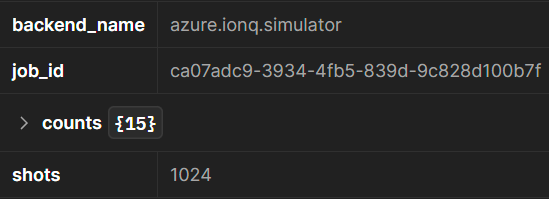 backend_name azure.ionq.simulator
job_id ca07adc9-3934-4fb5-839d-9c828d100b7f
counts {15}
shots 1024